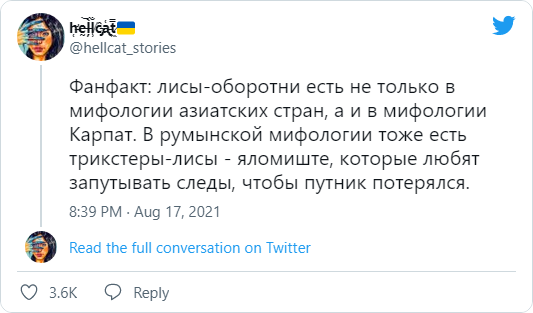 hellcat🇺🇦
@hellcat_stories
Фанфакт: лисы-оборотни есть не только в
мифологии азиатских стран, а и в мифологии
Карпат. В румынской мифологии тоже есть
трикстеры-лисы - яломиште, которые любят
запутывать следы, чтобы путник потерялся.
8:39 PM · Aug 17, 2021
Read the full conversation on Twitter
3.6K Reply